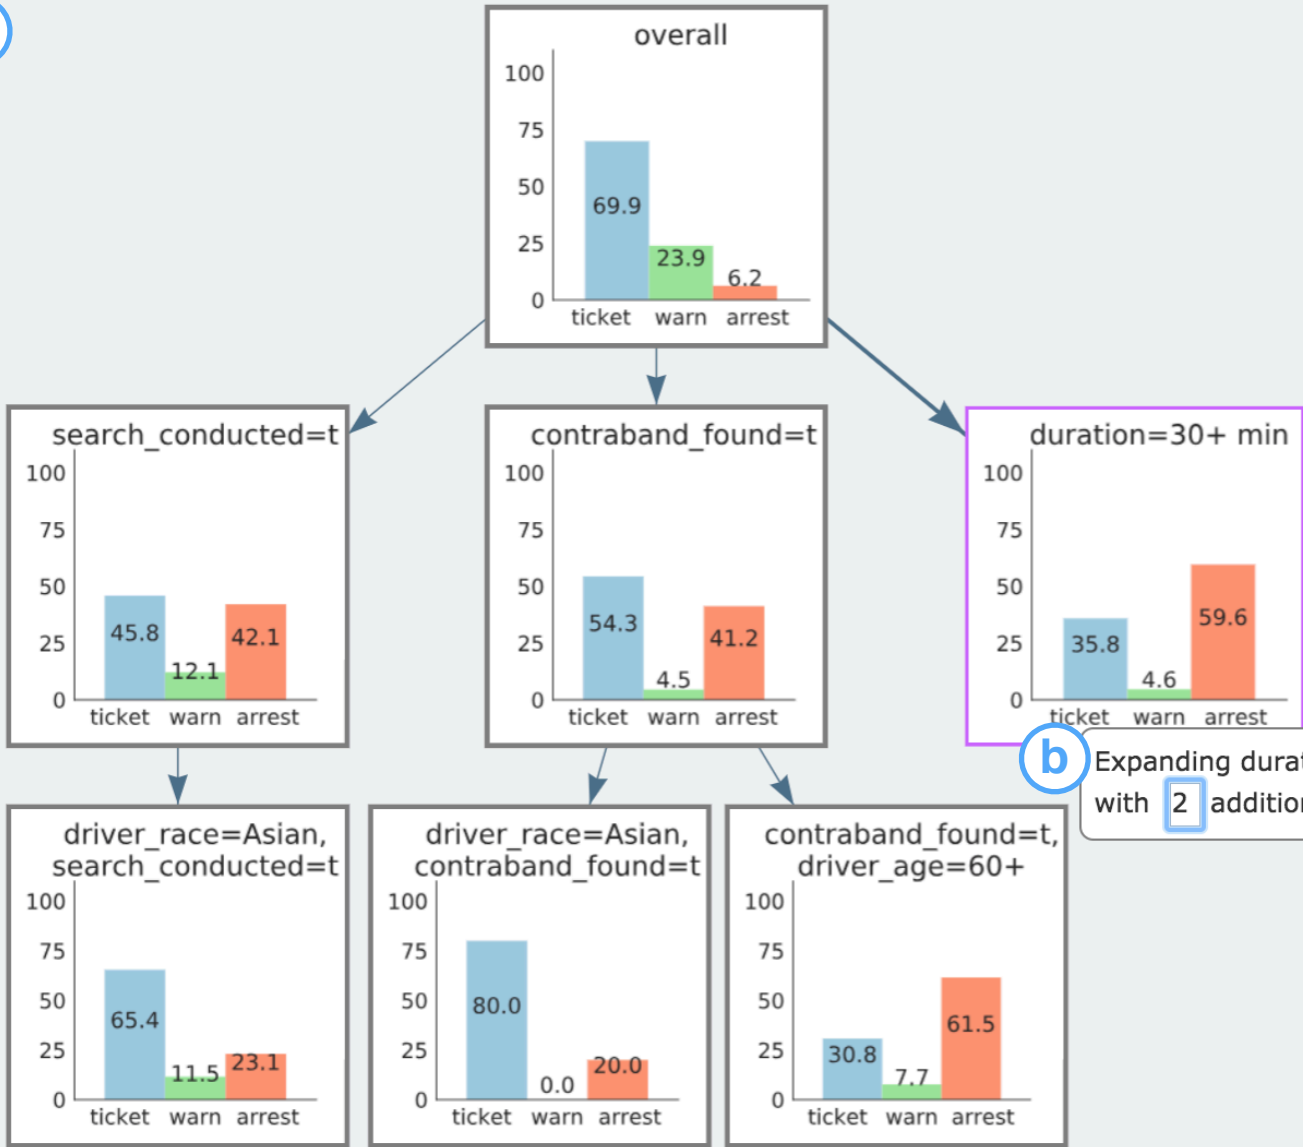 overall
100
75
50
25
0
69.9
23.9
6.2
ticket warn arrest
search_conducted=t
100
75
50
25
0
45.8
12.1
42.1
ticket warn arrest
contraband_found=t
100
75
50
25
0
54.3
4.5
41.2
ticket warn arrest
duration=30+ min
100
75
50
25
0
35.8
4.6
59.6
ticket warn arrest
b
Expanding durat
with 2 addition
driver_race=Asian,
search_conducted=t
100
75
50
25
0
65.4
11.5
23.1
ticket warn arrest
driver_race=Asian,
contraband_found=t
100
75
50
25
0
80.0
0.0
20.0
ticket warn arrest
contraband_found=t,
driver_age=60+
100
75
50
25
0
30.8
7.7
61.5
ticket warn arrest